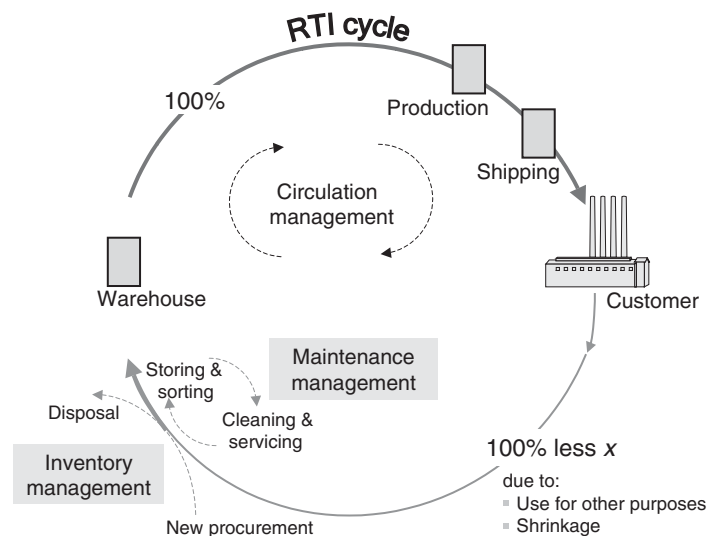 RTI cycle
100%
Production
Shipping
Circulation
management
Warehouse
Customer
Maintenance
management
Storing &
sorting
Cleaning &
servicing
Disposal
Inventory
management
New procurement
100% less x
due to:
Use for other purposes
Shrinkage